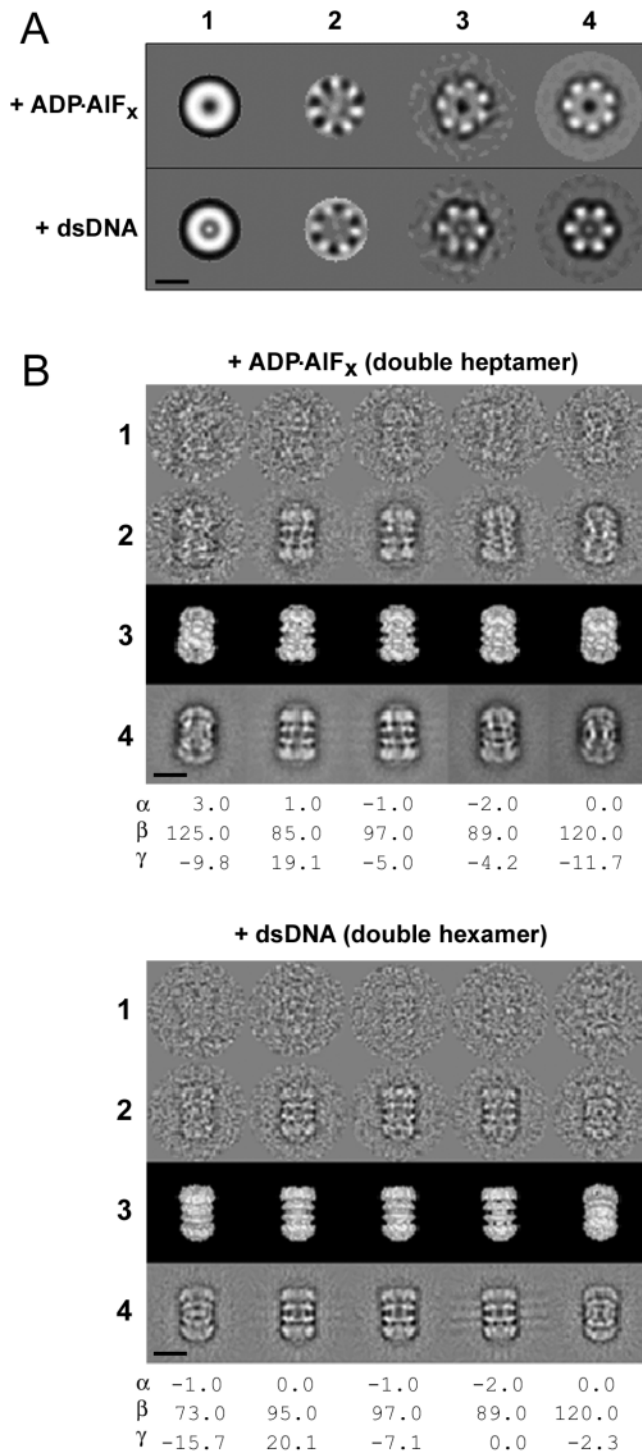 A
1 2 3 4
+ ADP·AlFx
+ dsDNA
B
+ ADP·AlFx (double heptamer)
1
2
3
4
α 3.0 1.0 -1.0 -2.0 0.0
β 125.0 85.0 97.0 89.0 120.0
γ -9.8 19.1 -5.0 -4.2 -11.7
+ dsDNA (double hexamer)
1
2
3
4
α -1.0 0.0 -1.0 -2.0 0.0
β 73.0 95.0 97.0 89.0 120.0
γ -15.7 20.1 -7.1 0.0 -2.3